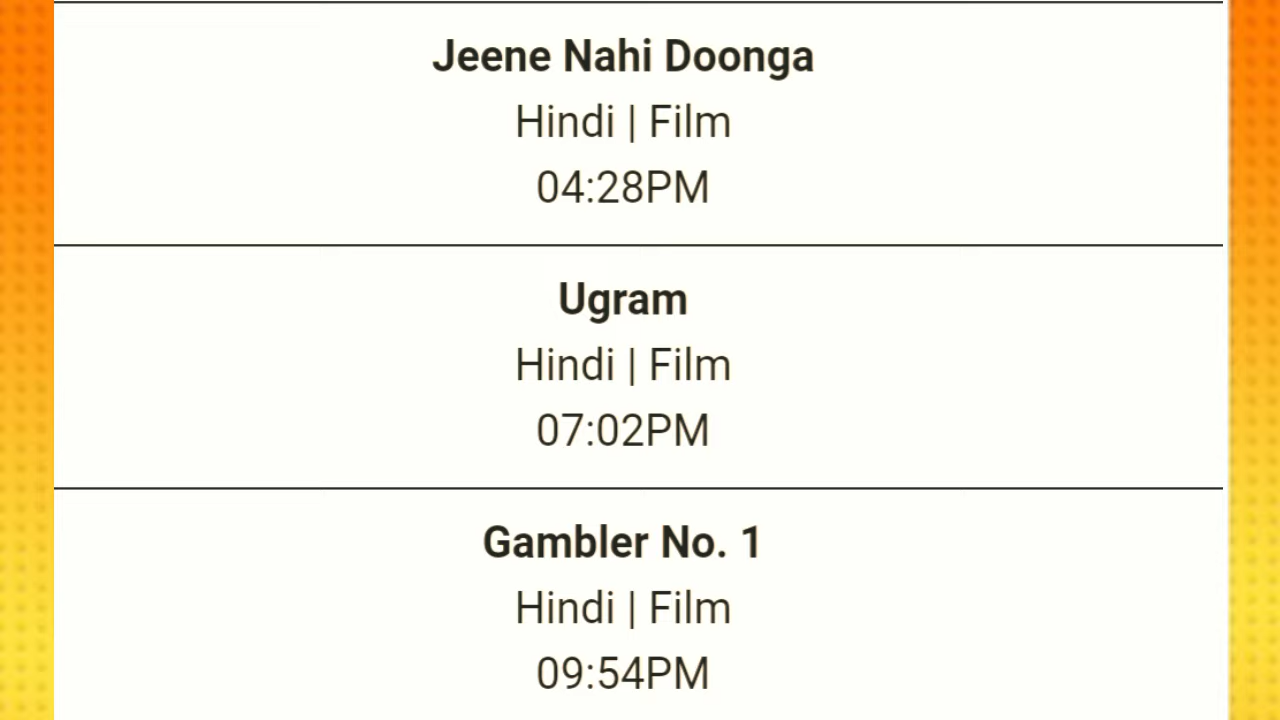 Jeene Nahi Doonga
Hindi | Film
04:28PM
Ugram
Hindi | Film
07:02PM
Gambler No. 1
Hindi | Film
09:54PM